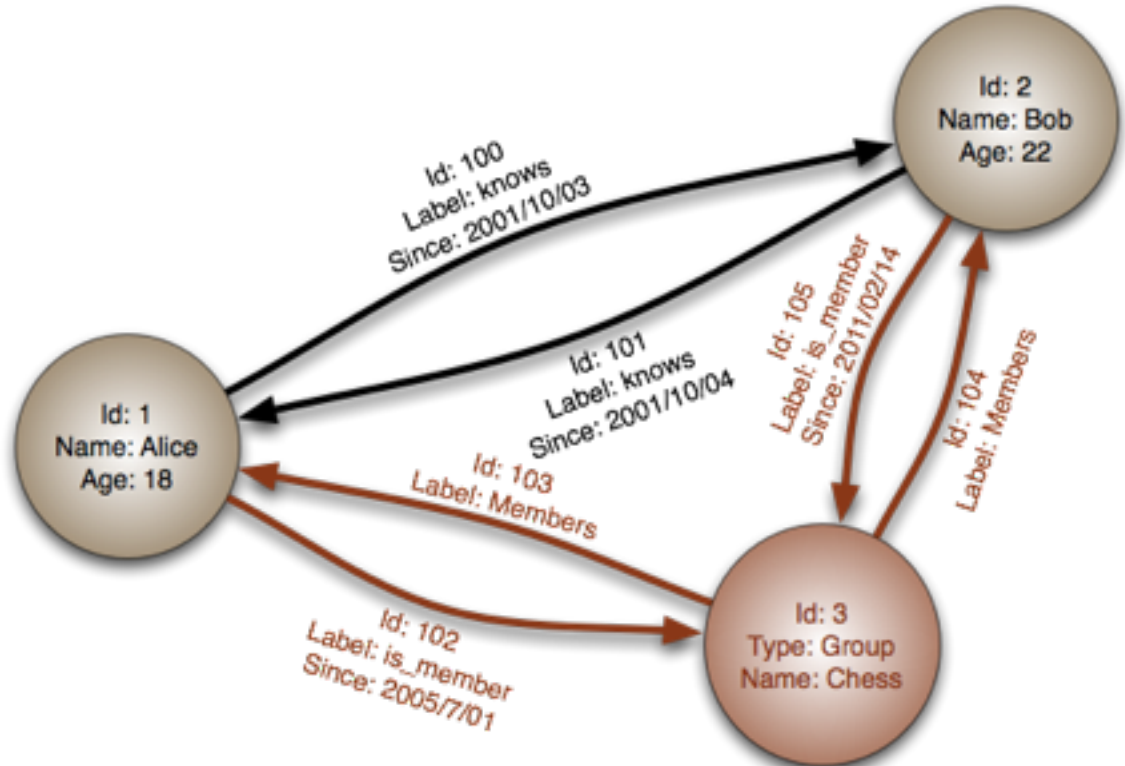 Id: 2
Name: Bob
Age: 22
Id: 100
Label: knows
Since: 2001/10/03
Id: 101
Label: knows
Since: 2001/10/04
Id: 105
Label: is_member
Since: 2011/02/14
Id: 104
Label: Members
Id: 1
Name: Alice
Age: 18
Id: 103
Label: Members
Id: 102
Label: is_member
Since: 2005/7/01
Id: 3
Type: Group
Name: Chess